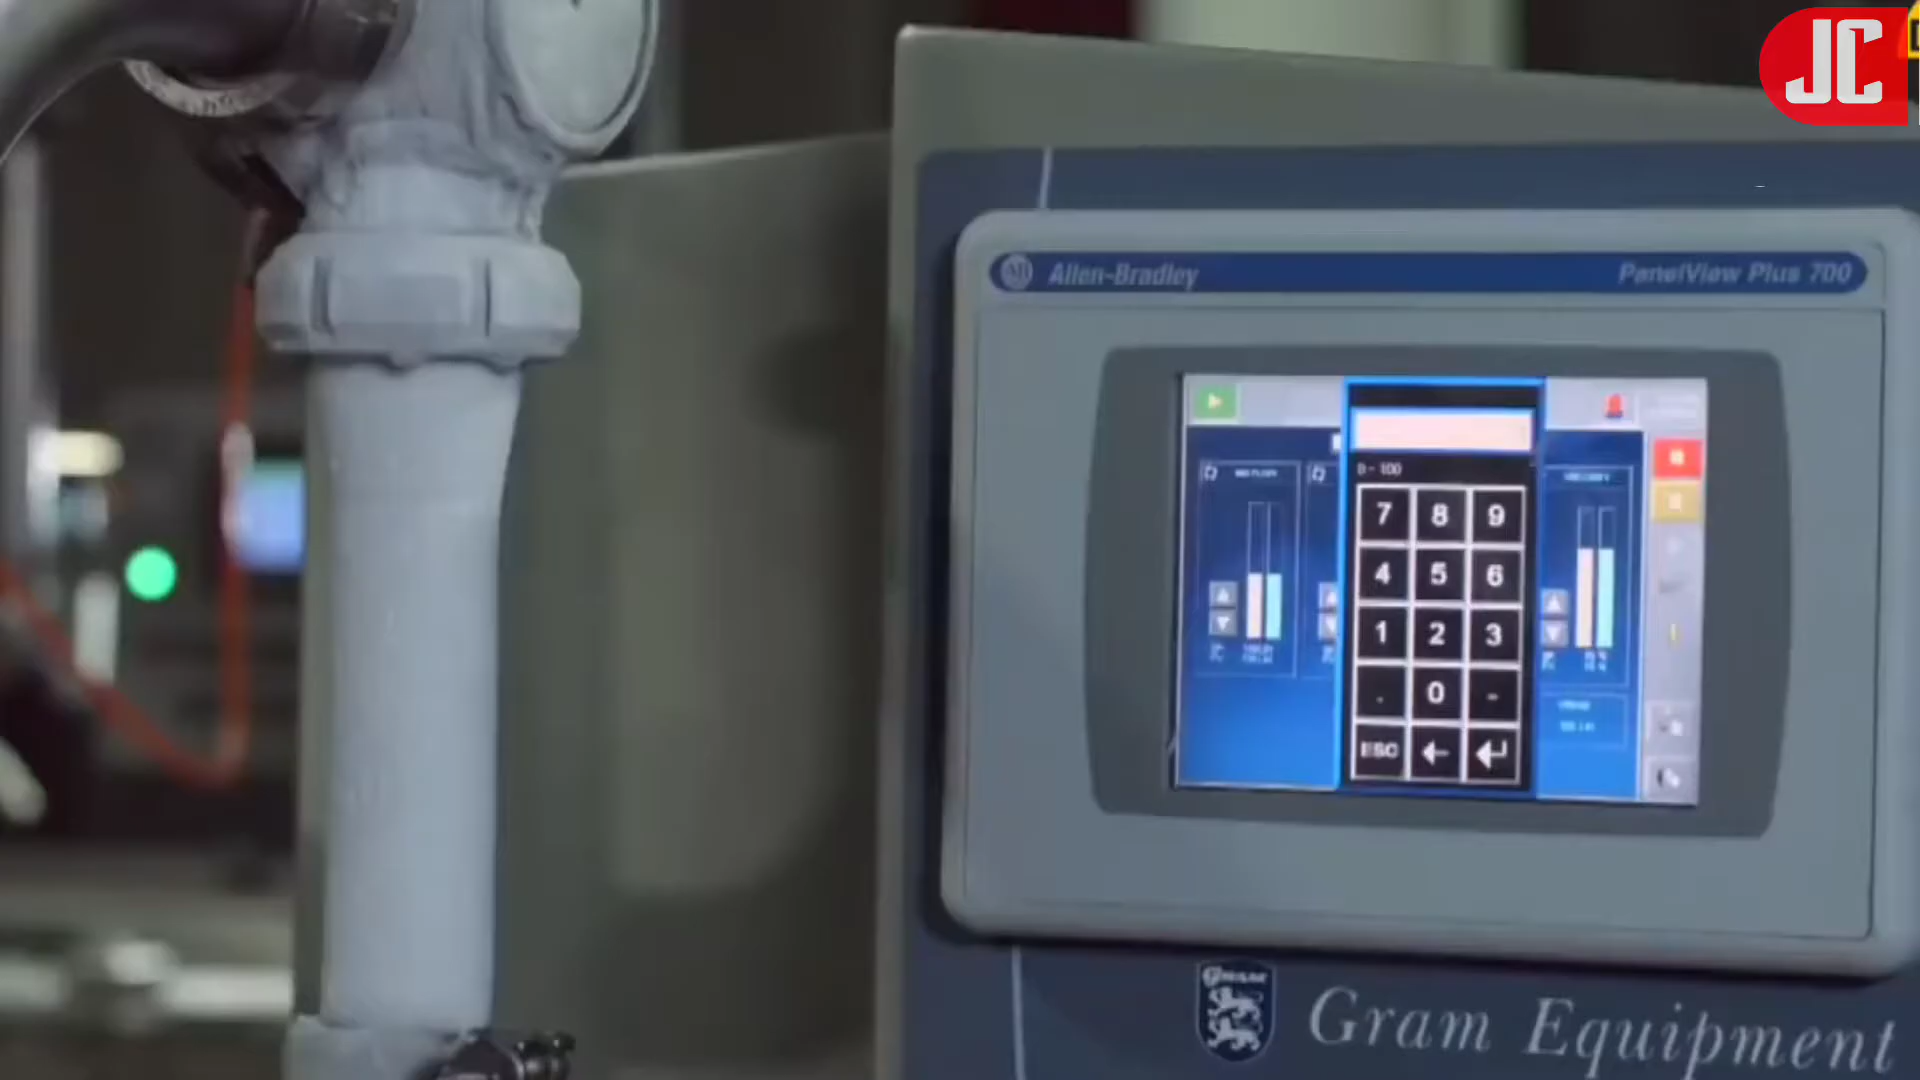 JC
Allen-Bradley
PanelView Plus 700
0 - 100
7 8 9
4 5 6
1 2 3
. 0 -
ESC
GRAM
Gram Equipment